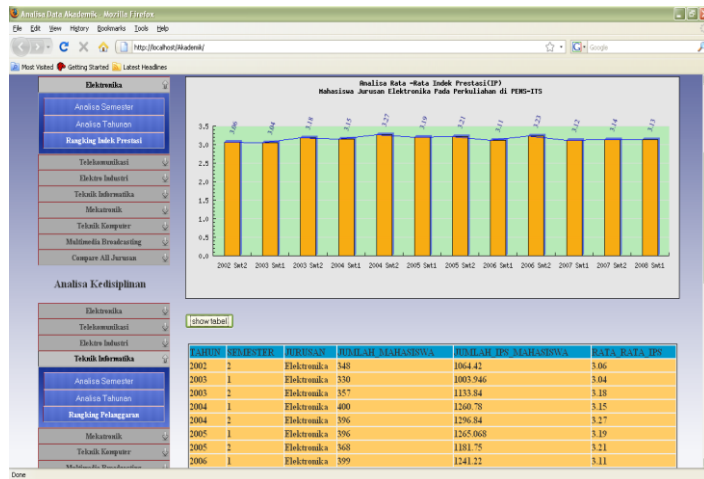 Analisa Data Akademik - Mozilla Firefox
File Edit View History Bookmarks Tools Help
http://localhost/Akademik/
Google
Most Visited Getting Started Latest Headlines
Elektronika
Analisa Semester
Analisa Tahunan
Rangking Indek Prestasi
Telekomunikasi
Elektro Industri
Teknik Informatika
Mekatronik
Teknik Komputer
Multimedia Broadcasting
Compare All Jurusan
Analisa Kedisiplinan
Elektronika
Telekomunikasi
Elektro Industri
Teknik Informatika
Analisa Semester
Analisa Tahunan
Rangking Pelanggaran
Mekatronik
Teknik Komputer
Multimedia Broadcasting
Analisa Rata -Rata Indek Prestasi(IP)
Mahasiswa Jurusan Elektronika Pada Perkuliahan di PENS-ITS
3.06 3.04 3.18 3.15 3.27 3.19 3.21 3.11 3.23 3.12 3.14 3.13
3.5
3.0
2.5
2.0
1.5
1.0
0.5
0.0
2002 Smt2 2003 Smt1 2003 Smt2 2004 Smt1 2004 Smt2 2005 Smt1 2005 Smt2 2006 Smt1 2006 Smt2 2007 Smt1 2007 Smt2 2008 Smt1
show tabel
TAHUN SEMESTER JURUSAN JUMLAH_MAHASISWA JUMLAH_IPS_MAHASISWA RATA_RATA_IPS
2002 2 Elektronika 348 1064.42 3.06
2003 1 Elektronika 330 1003.946 3.04
2003 2 Elektronika 357 1133.84 3.18
2004 1 Elektronika 400 1260.78 3.15
2004 2 Elektronika 396 1296.84 3.27
2005 1 Elektronika 396 1265.068 3.19
2005 2 Elektronika 368 1181.75 3.21
2006 1 Elektronika 399 1241.22 3.11
Done